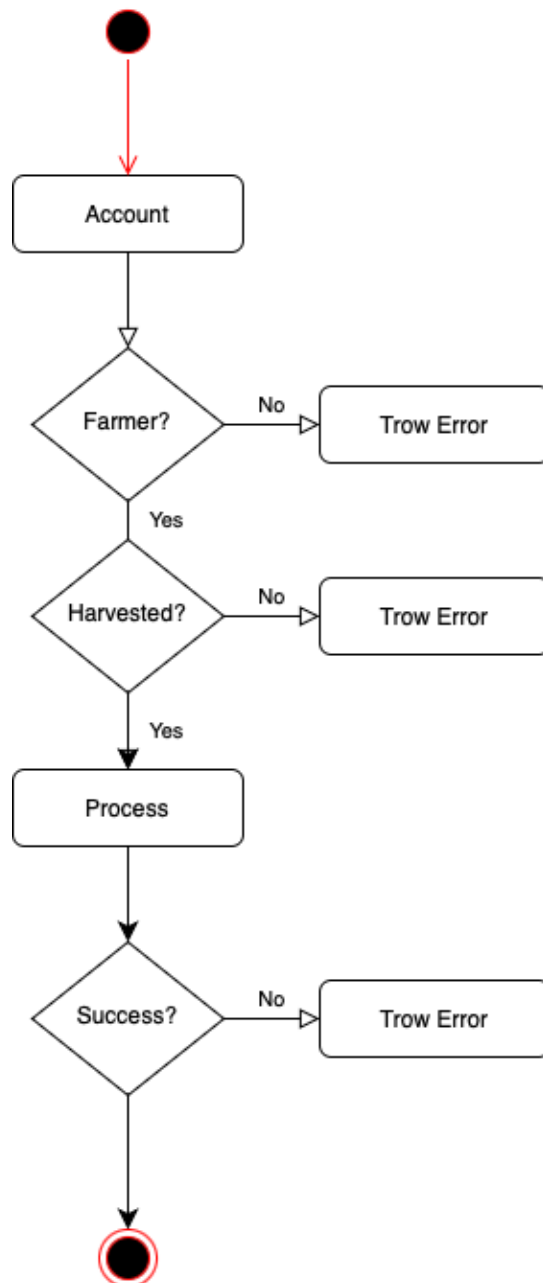 Account
Farmer?
No
Trow Error
Yes
Harvested?
No
Trow Error
Yes
Process
Success?
No
Trow Error